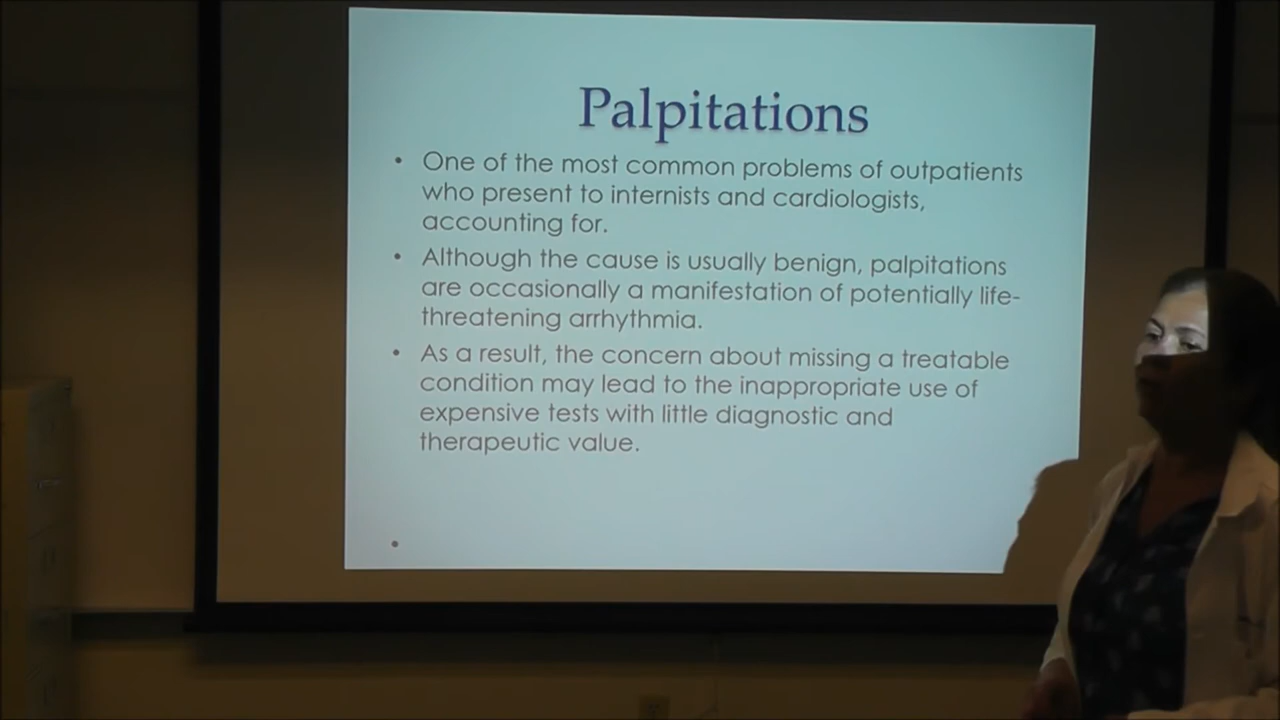 Palpitations
• One of the most common problems of outpatients
who present to internists and cardiologists,
accounting for.
• Although the cause is usually benign, palpitations
are occasionally a manifestation of potentially life-
threatening arrhythmia.
• As a result, the concern about missing a treatable
condition may lead to the inappropriate use of
expensive tests with little diagnostic and
therapeutic value.
•